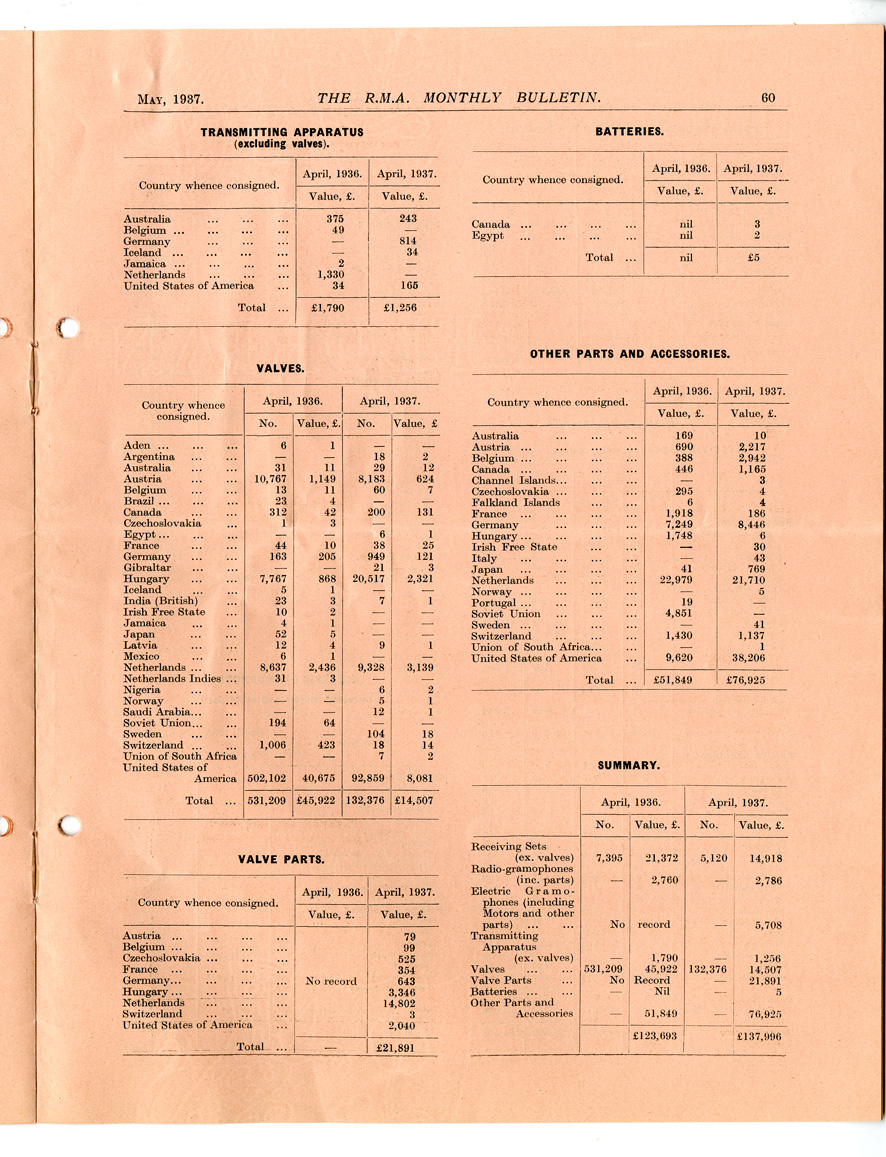 MAY, 1937. THE R.M.A. MONTHLY BULLETIN. 60
TRANSMITTING APPARATUS
(excluding valves).
Country whence consigned. April, 1936. April, 1937.
Value, £. Value, £.
Australia ... ... ... 375 243
Belgium ... ... ... ... 49 —
Germany ... ... ... — 814
Iceland ... ... ... ... — 34
Jamaica ... ... ... ... 2 —
Netherlands ... ... ... 1,330 —
United States of America ... 34 165
Total ... £1,790 £1,256
VALVES.
Country whence consigned. April, 1936. April, 1937.
No. Value, £. No. Value, £
Aden ... ... ... 6 1 — —
Argentina ... ... — — 18 2
Australia ... ... 31 11 29 12
Austria ... ... 10,767 1,149 8,183 624
Belgium ... ... 13 11 60 7
Brazil ... ... ... 23 4 — —
Canada ... ... 312 42 200 131
Czechoslovakia ... 1 3 — —
Egypt ... ... ... — — 6 1
France ... ... 44 10 38 25
Germany ... ... 163 205 949 121
Gibraltar ... ... — — 21 3
Hungary ... ... 7,767 868 20,517 2,321
Iceland ... ... 5 1 — —
India (British) ... 23 3 7 1
Irish Free State ... 10 2 — —
Jamaica ... ... 4 1 — —
Japan ... ... 52 5 — —
Latvia ... ... 12 4 9 1
Mexico ... ... 6 1 — —
Netherlands ... ... 8,637 2,436 9,328 3,139
Netherlands Indies ... 31 3 — —
Nigeria ... ... — — 6 2
Norway ... ... — — 5 1
Saudi Arabia... ... — — 12 1
Soviet Union... ... 194 64 — —
Sweden ... ... — — 104 18
Switzerland ... ... 1,006 423 18 14
Union of South Africa — — 7 2
United States of
America 502,102 40,675 92,859 8,081
Total ... 531,209 £45,922 132,376 £14,507
VALVE PARTS.
Country whence consigned. April, 1936. April, 1937.
Value, £. Value, £.
Austria ... ... ... ... 79
Belgium ... ... ... ... 99
Czechoslovakia ... ... ... 525
France ... ... ... ... 354
Germany... ... ... ... No record 643
Hungary ... ... ... ... 3,346
Netherlands ... ... ... 14,802
Switzerland ... ... ... 3
United States of America ... 2,040
Total ... — £21,891
BATTERIES.
Country whence consigned. April, 1936. April, 1937.
Value, £. Value, £.
Canada ... ... ... ... nil 3
Egypt ... ... ... ... nil 2
Total ... nil £5
OTHER PARTS AND ACCESSORIES.
Country whence consigned. April, 1936. April, 1937.
Value, £. Value, £.
Australia ... ... ... 169 10
Austria ... ... ... ... 690 2,217
Belgium ... ... ... ... 388 2,942
Canada ... ... ... ... 446 1,165
Channel Islands... ... ... — 3
Czechoslovakia ... ... ... 295 4
Falkland Islands ... ... 6 4
France ... ... ... ... 1,918 186
Germany ... ... ... 7,249 8,446
Hungary ... ... ... ... 1,748 6
Irish Free State ... ... — 30
Italy ... ... ... ... — 43
Japan ... ... ... ... 41 769
Netherlands ... ... ... 22,979 21,710
Norway ... ... ... ... — 5
Portugal ... ... ... ... 19 —
Soviet Union ... ... ... 4,851 —
Sweden ... ... ... ... — 41
Switzerland ... ... ... 1,430 1,137
Union of South Africa... ... — 1
United States of America ... 9,620 38,206
Total ... £51,849 £76,925
SUMMARY.
April, 1936. April, 1937.
No. Value, £. No. Value, £.
Receiving Sets
(ex. valves) 7,395 21,372 5,120 14,918
Radio-gramophones
(inc. parts) — 2,760 — 2,786
Electric Gramo-
phones (including
Motors and other
parts) ... ... No record — 5,708
Transmitting
Apparatus
(ex. valves) — 1,790 — 1,256
Valves ... ... 531,209 45,922 132,376 14,507
Valve Parts ... No Record — 21,891
Batteries ... ... — Nil — 5
Other Parts and
Accessories — 51,849 — 76,925
£123,693 £137,996